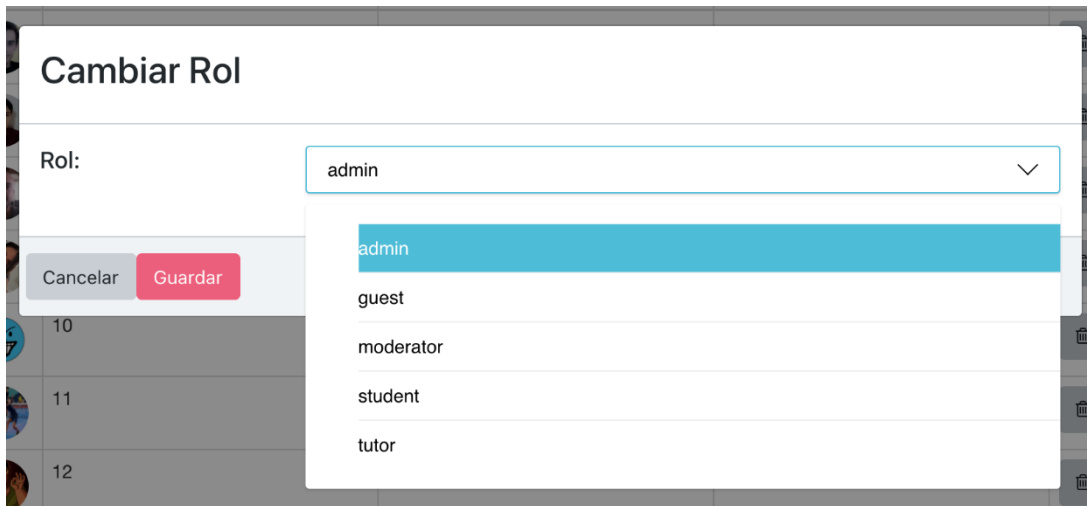 Cambiar Rol
Rol:
admin
admin
guest
moderator
student
tutor
Cancelar Guardar
10
11
12